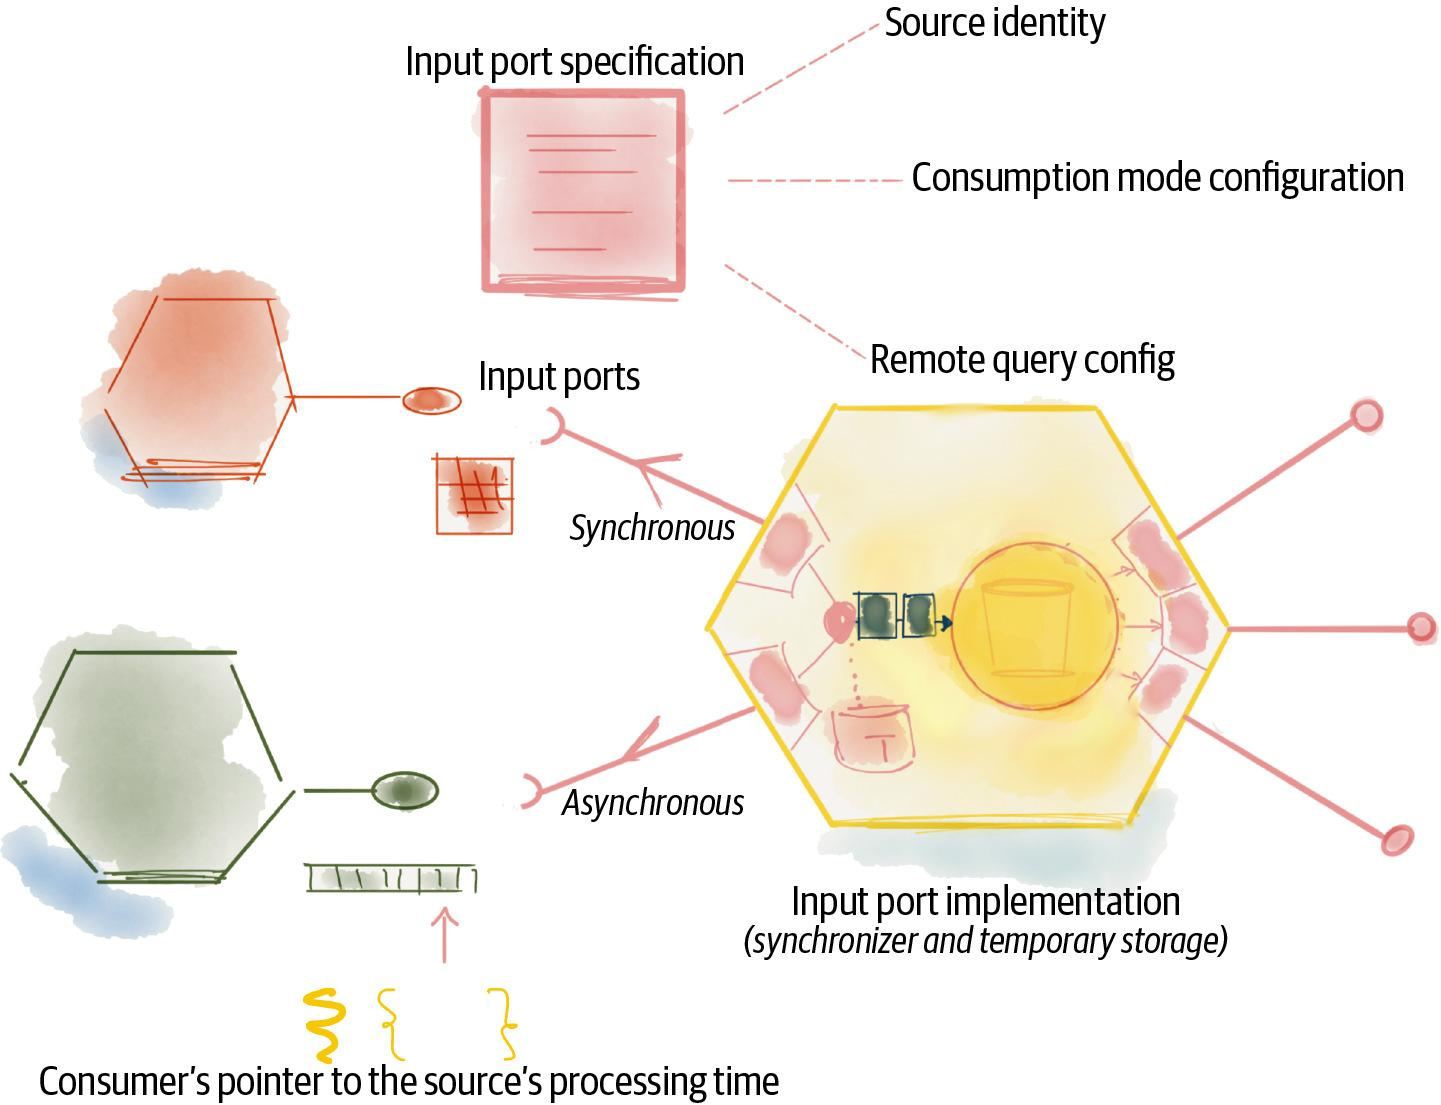 Source identity
Input port specification
Consumption mode configuration
Remote query config
Input ports
Synchronous
Asynchronous
Input port implementation
(synchronizer and temporary storage)
Consumer’s pointer to the source’s processing time